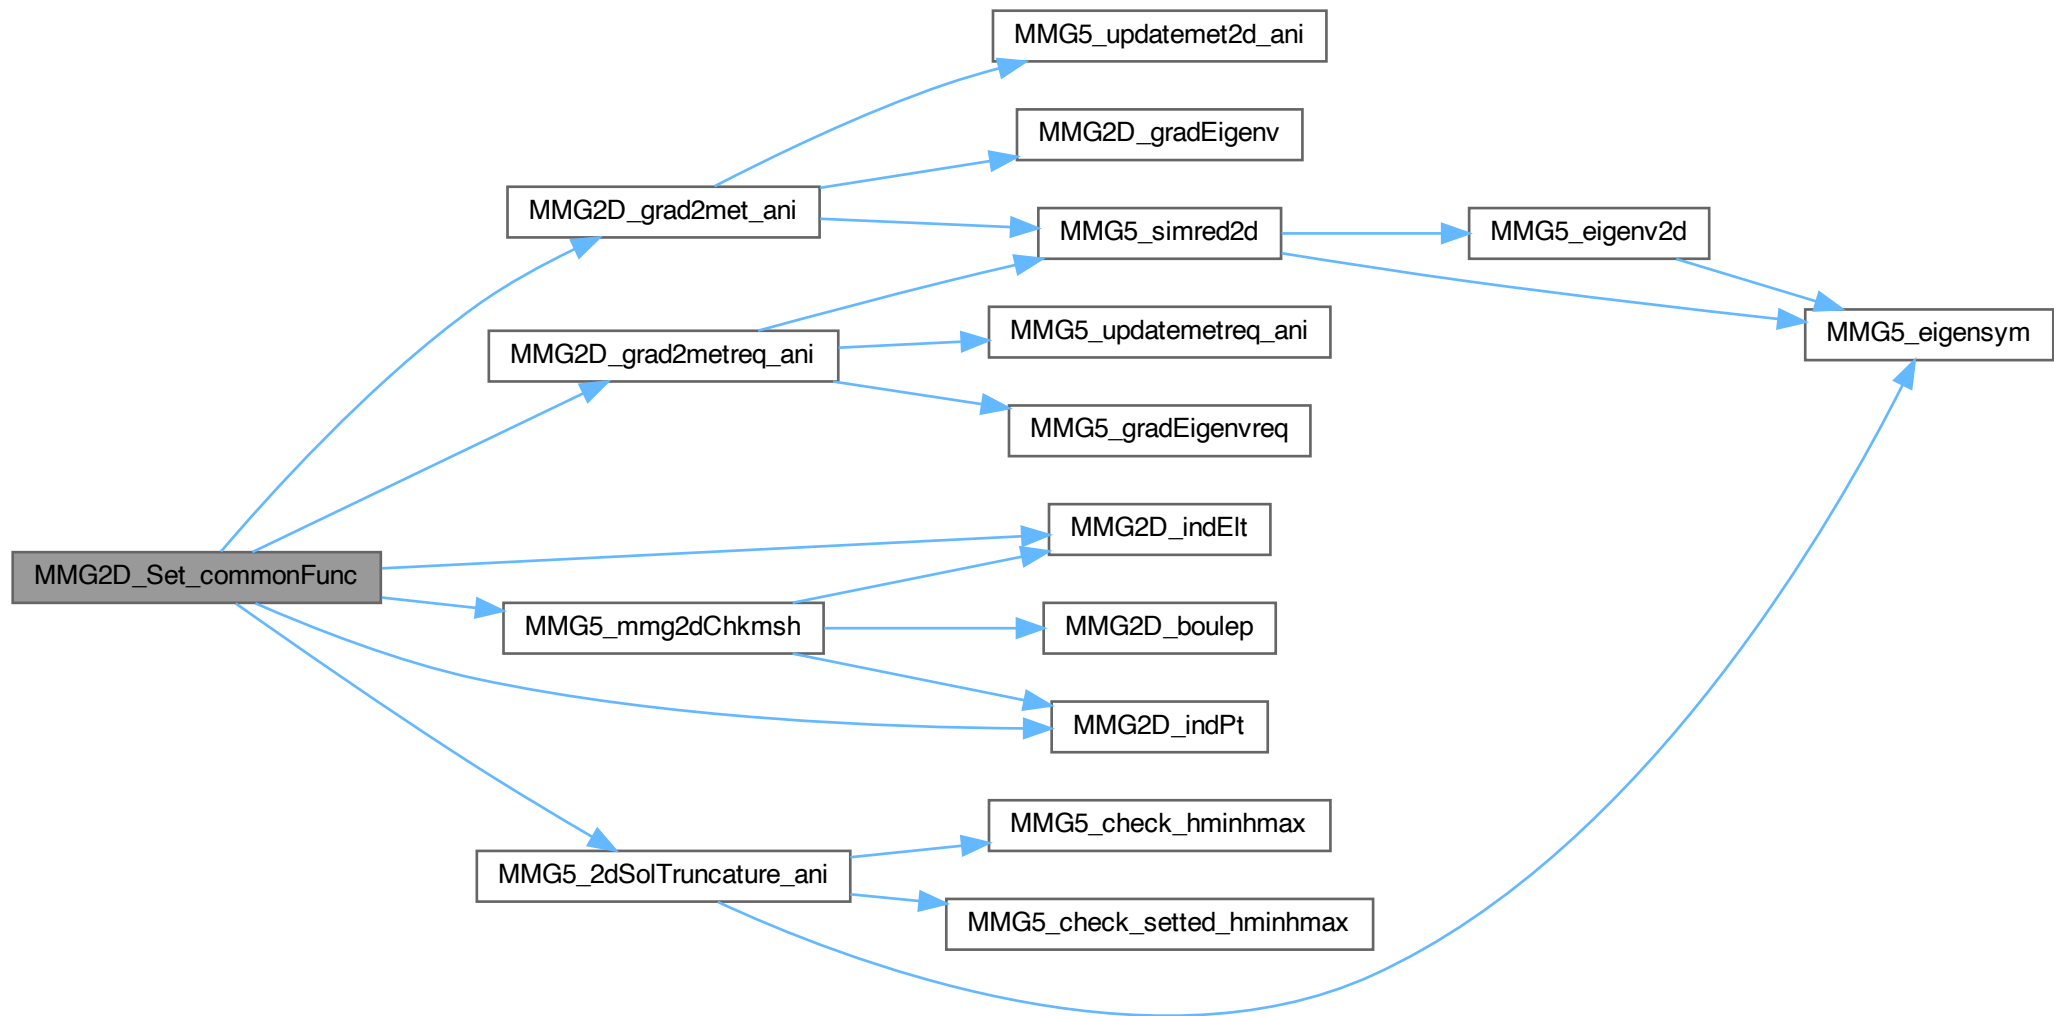 MMG5_updatemet2d_ani
MMG2D_gradEigenv
MMG2D_grad2met_ani
MMG5_simred2d
MMG5_eigenv2d
MMG5_updatemetreq_ani
MMG5_eigensym
MMG2D_grad2metreq_ani
MMG5_gradEigenvreq
MMG2D_indElt
MMG2D_Set_commonFunc
MMG5_mmg2dChkmsh
MMG2D_boulep
MMG2D_indPt
MMG5_check_hminhmax
MMG5_2dSolTruncature_ani
MMG5_check_setted_hminhmax